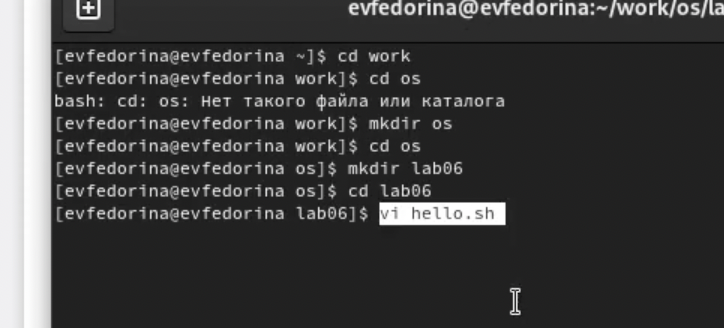 evfedorina@evfedorina:~/work/os/la
[evfedorina@evfedorina ~]$ cd work
[evfedorina@evfedorina work]$ cd os
bash: cd: os: Нет такого файла или каталога
[evfedorina@evfedorina work]$ mkdir os
[evfedorina@evfedorina work]$ cd os
[evfedorina@evfedorina os]$ mkdir lab06
[evfedorina@evfedorina os]$ cd lab06
[evfedorina@evfedorina lab06]$ vi hello.sh